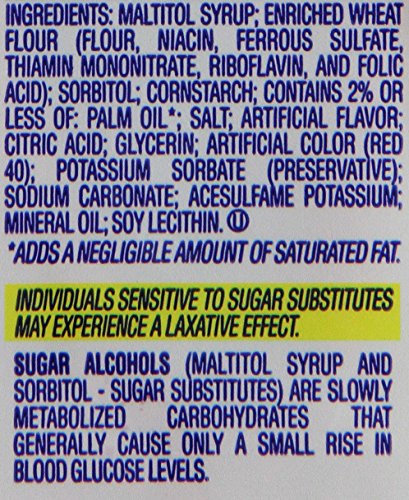 INGREDIENTS: MALTITOL SYRUP; ENRICHED WHEAT
FLOUR (FLOUR, NIACIN, FERROUS SULFATE,
THIAMIN MONONITRATE, RIBOFLAVIN, AND FOLIC
ACID); SORBITOL; CORNSTARCH; CONTAINS 2% OR
LESS OF: PALM OIL*; SALT; ARTIFICIAL FLAVOR;
CITRIC ACID; GLYCERIN; ARTIFICIAL COLOR (RED
40); POTASSIUM SORBATE (PRESERVATIVE);
SODIUM CARBONATE; ACESULFAME POTASSIUM;
MINERAL OIL; SOY LECITHIN. Ⓤ
*ADDS A NEGLIGIBLE AMOUNT OF SATURATED FAT.
INDIVIDUALS SENSITIVE TO SUGAR SUBSTITUTES
MAY EXPERIENCE A LAXATIVE EFFECT.
SUGAR ALCOHOLS (MALTITOL SYRUP AND
SORBITOL - SUGAR SUBSTITUTES) ARE SLOWLY
METABOLIZED CARBOHYDRATES THAT
GENERALLY CAUSE ONLY A SMALL RISE IN
BLOOD GLUCOSE LEVELS.